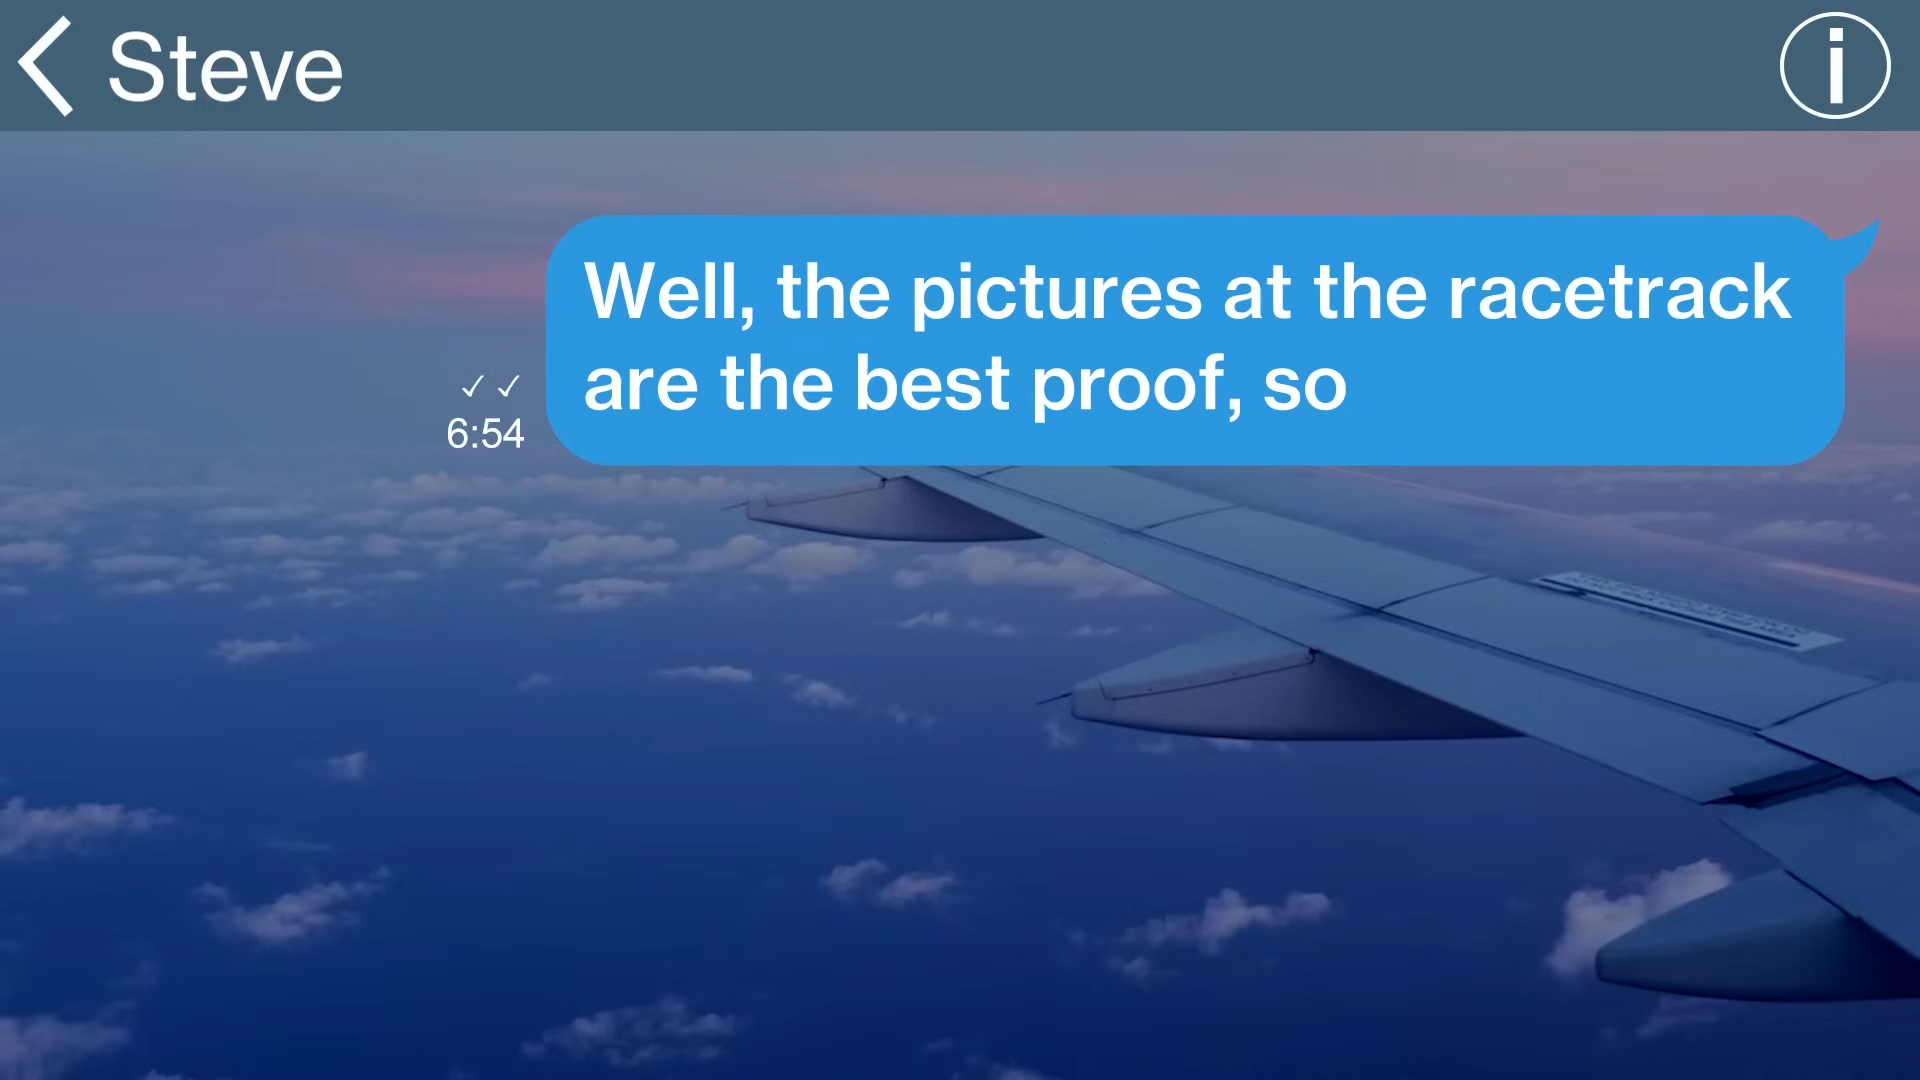 Steve
Well, the pictures at the racetrack
are the best proof, so
✓ ✓
6:54